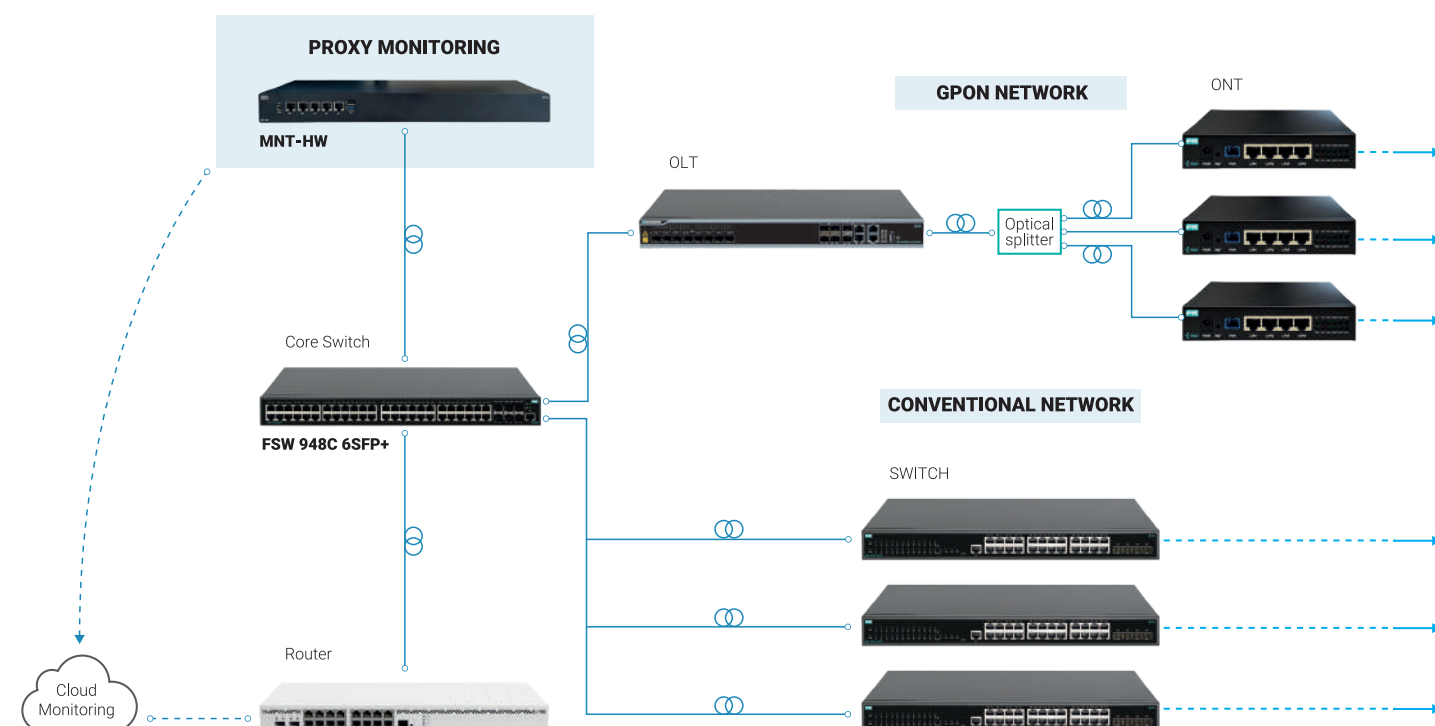 PROXY MONITORING
MNT-HW
GPON NETWORK
ONT
OLT
Optical
splitter
Core Switch
FSW 948C 6SFP+
CONVENTIONAL NETWORK
SWITCH
Router
Cloud
Monitoring